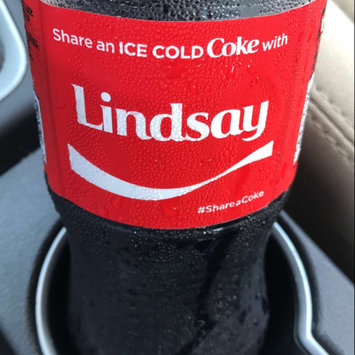 Share an ICE COLD Coke with
Lindsay
#ShareaCoke